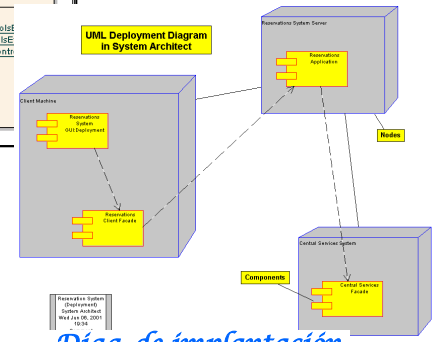 UML Deployment Diagram
in System Architect
Reservations System Server
Reservations
Application
Client Machine
Reservations
System
GUI:Deployment
Nodes
Reservations
Client Facade
Central Services System
Components
Central Services
Facade
Reservation System
(Deployment)
System Architect
Wed Jun 06, 2001
19:34
Diag. de implantación